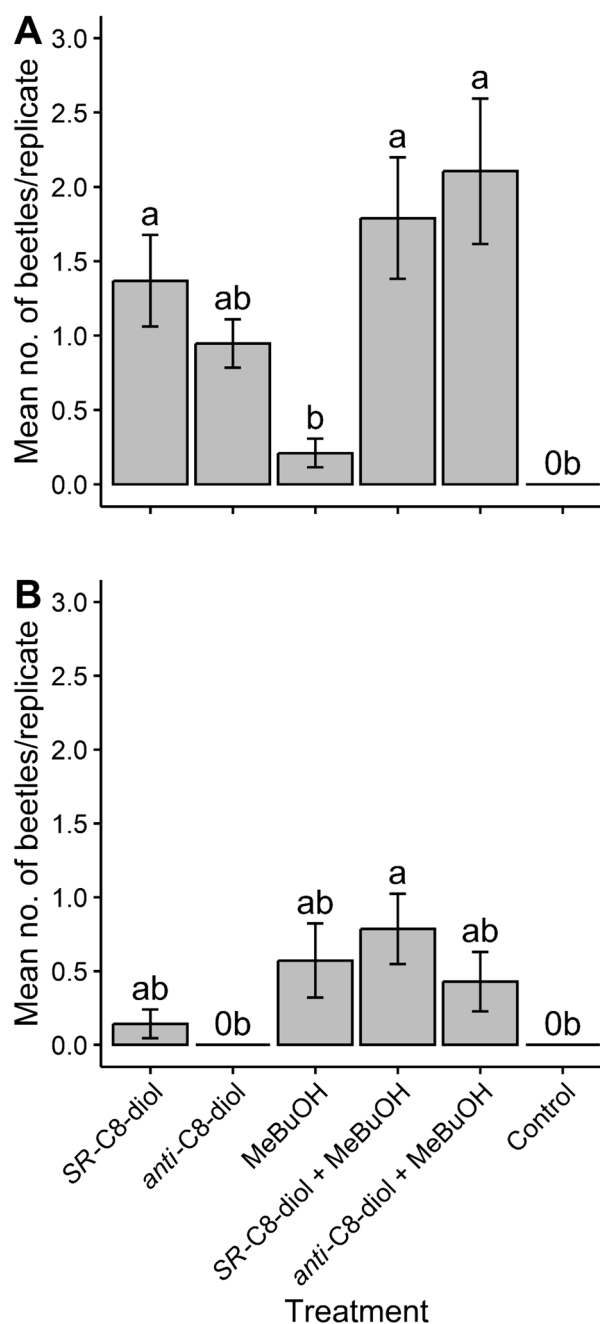 A
Mean no. of beetles/replicate
3.0
2.5
2.0
1.5
1.0
0.5
0.0
a
ab
b
a
a
0b
B
Mean no. of beetles/replicate
3.0
2.5
2.0
1.5
1.0
0.5
0.0
ab
0b
ab
a
ab
0b
SR-C8-diol
anti-C8-diol
MeBuOH
SR-C8-diol + MeBuOH
anti-C8-diol + MeBuOH
Control
Treatment